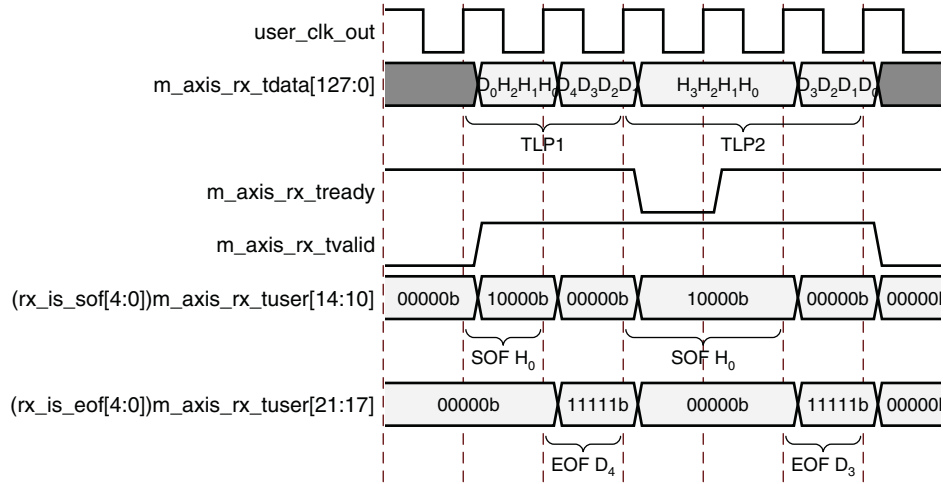 user_clk_out
m_axis_rx_tdata[127:0] D₀H₂H₁H₀ D₄D₃D₂D₁ H₃H₂H₁H₀ D₃D₂D₁D₀
TLP1 TLP2
m_axis_rx_tready
m_axis_rx_tvalid
(rx_is_sof[4:0])m_axis_rx_tuser[14:10] 00000b 10000b 00000b 10000b 00000b 00000b
SOF H₀ SOF H₀
(rx_is_eof[4:0])m_axis_rx_tuser[21:17] 00000b 11111b 00000b 11111b 00000b
EOF D₄ EOF D₃